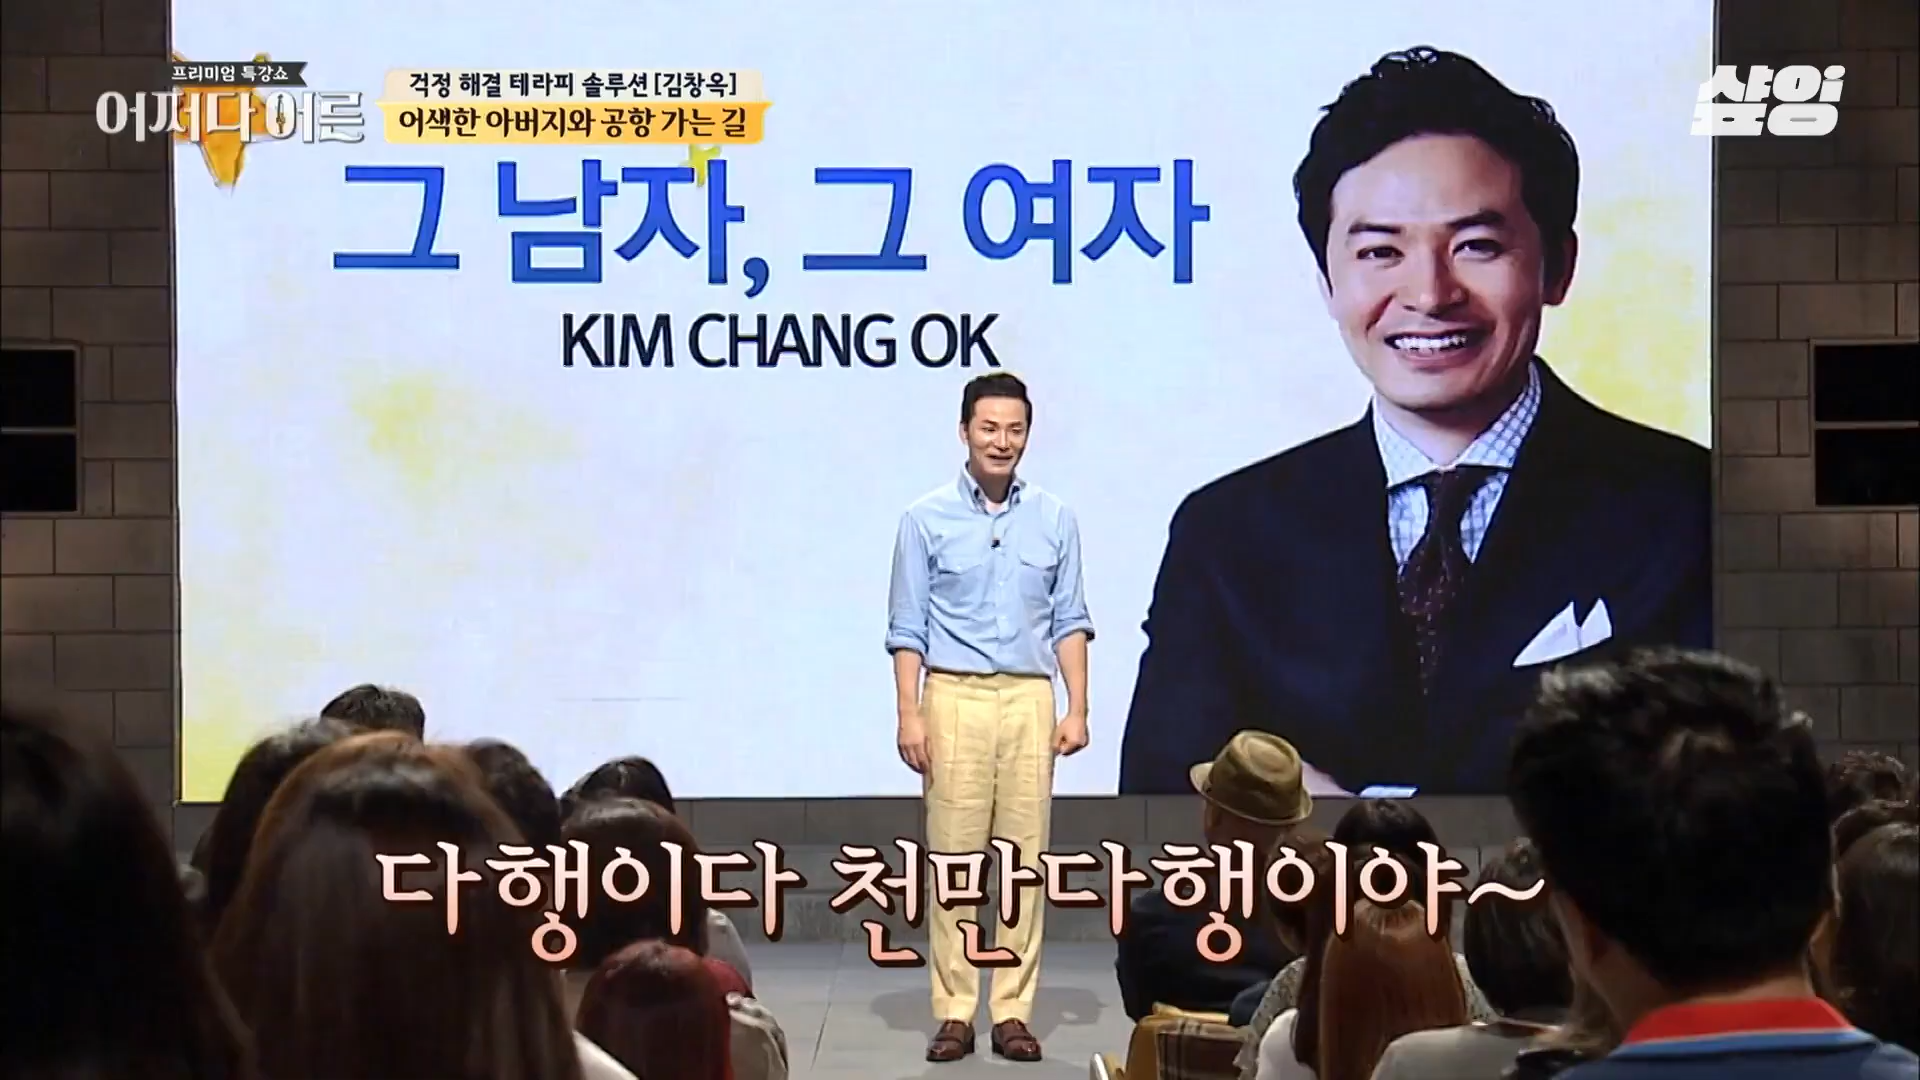 프리미엄 특강쇼
어쩌다 어른
걱정 해결 테라피 솔루션 [김창옥]
어색한 아버지와 공항 가는 길
샾잉
그 남자, 그 여자
KIM CHANG OK
다행이다 천만다행이야~